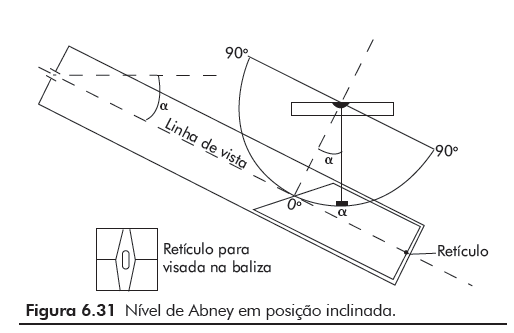 90°
α
Linha de vista
α
90°
0°
α
Retículo
Retículo para
visada na baliza
Figura 6.31 Nível de Abney em posição inclinada.